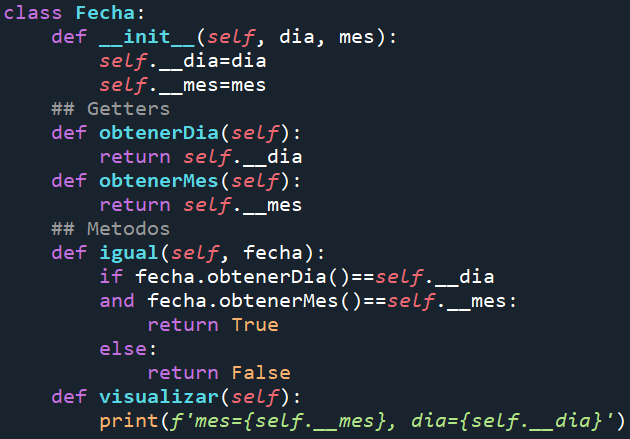 class Fecha:
    def __init__(self, dia, mes):
        self.__dia=dia
        self.__mes=mes
    ## Getters
    def obtenerDia(self):
        return self.__dia
    def obtenerMes(self):
        return self.__mes
    ## Metodos
    def igual(self, fecha):
        if fecha.obtenerDia()==self.__dia
        and fecha.obtenerMes()==self.__mes:
            return True
        else:
            return False
    def visualizar(self):
        print(f'mes={self.__mes}, dia={self.__dia}')